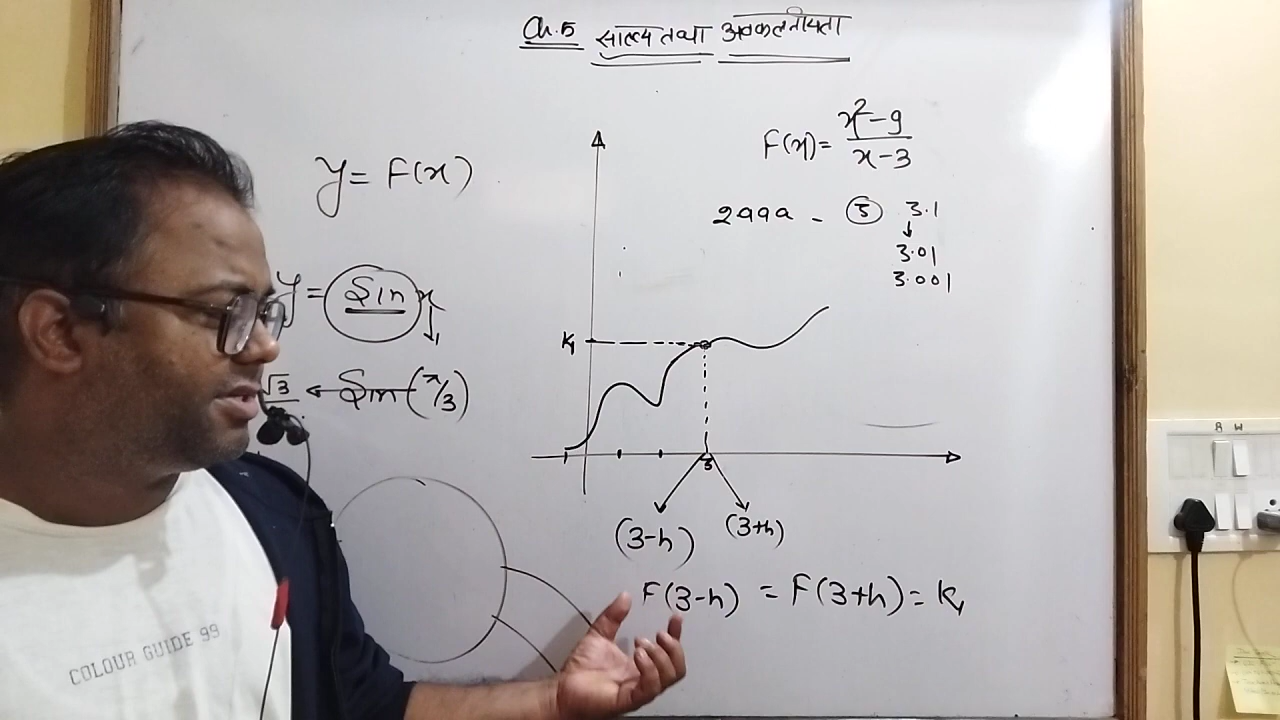 Ch.5 सातत्य तथा अवकलनीयता
F(x) = x²-9 / x-3
y = F(x)
2999 - 3 3.1
3.01
3.001
y = Sin x
K₁
√3 ← Sin(π/3)
3
(3-h) (3+h)
F(3-h) = F(3+h) = K₁
COLOUR GUIDE 99